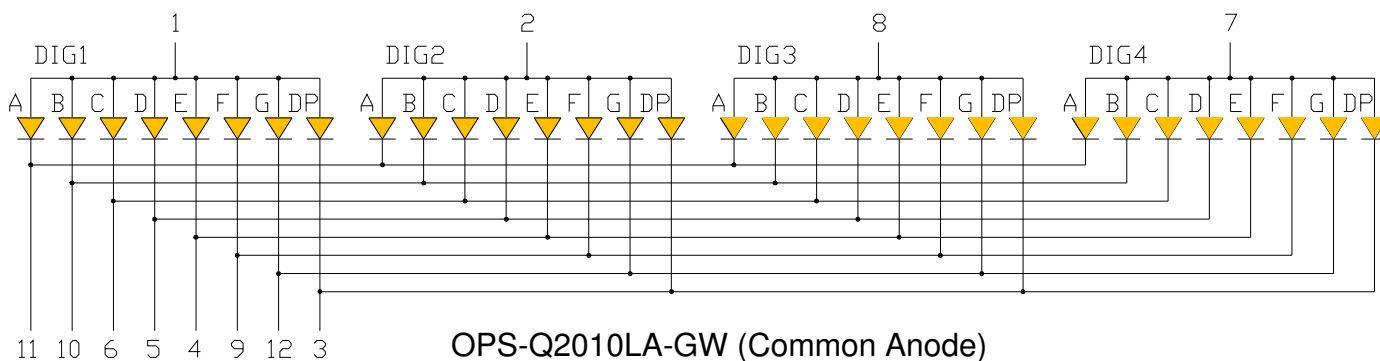 1 2 8 7
DIG1 DIG2 DIG3 DIG4
A B C D E F G DP A B C D E F G DP A B C D E F G DP A B C D E F G DP
11 10 6 5 4 9 12 3 OPS-Q2010LA-GW (Common Anode)